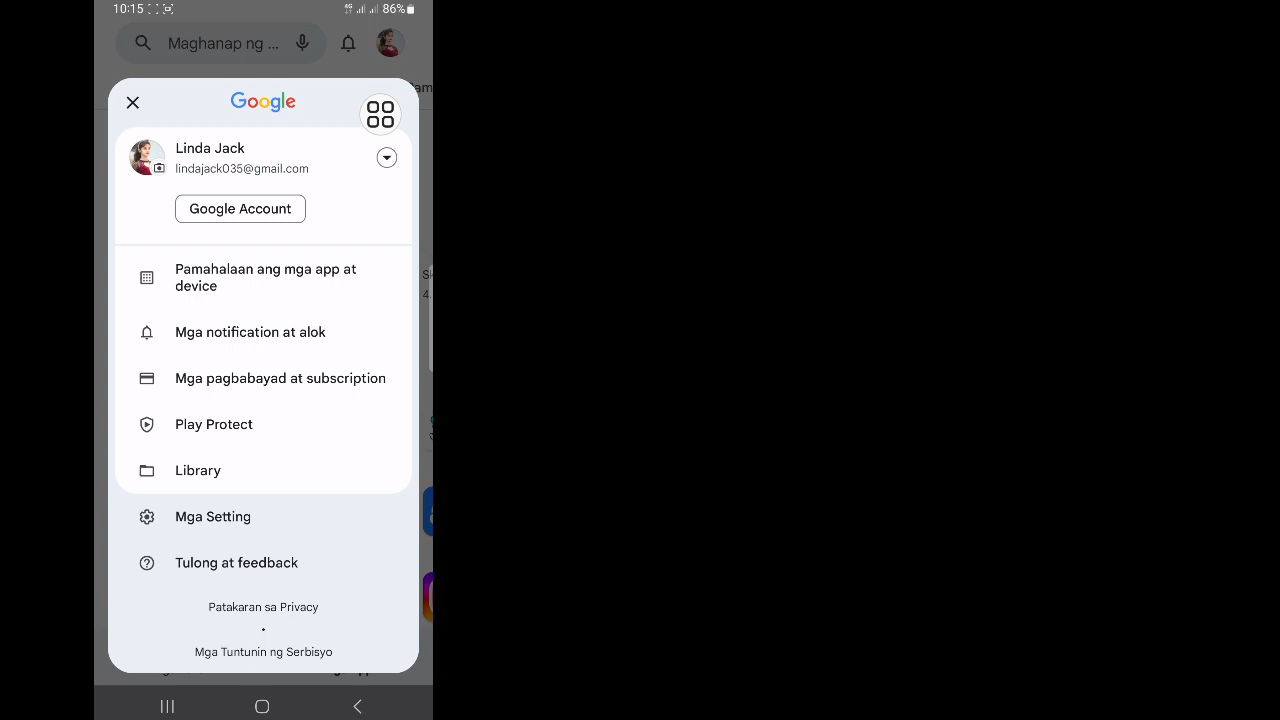 10:15 86%
Maghanap ng ...
Google
Linda Jack
lindajack035@gmail.com
Google Account
Pamahalaan ang mga app at
device
Mga notification at alok
Mga pagbabayad at subscription
Play Protect
Library
Mga Setting
Tulong at feedback
Patakaran sa Privacy
•
Mga Tuntunin ng Serbisyo